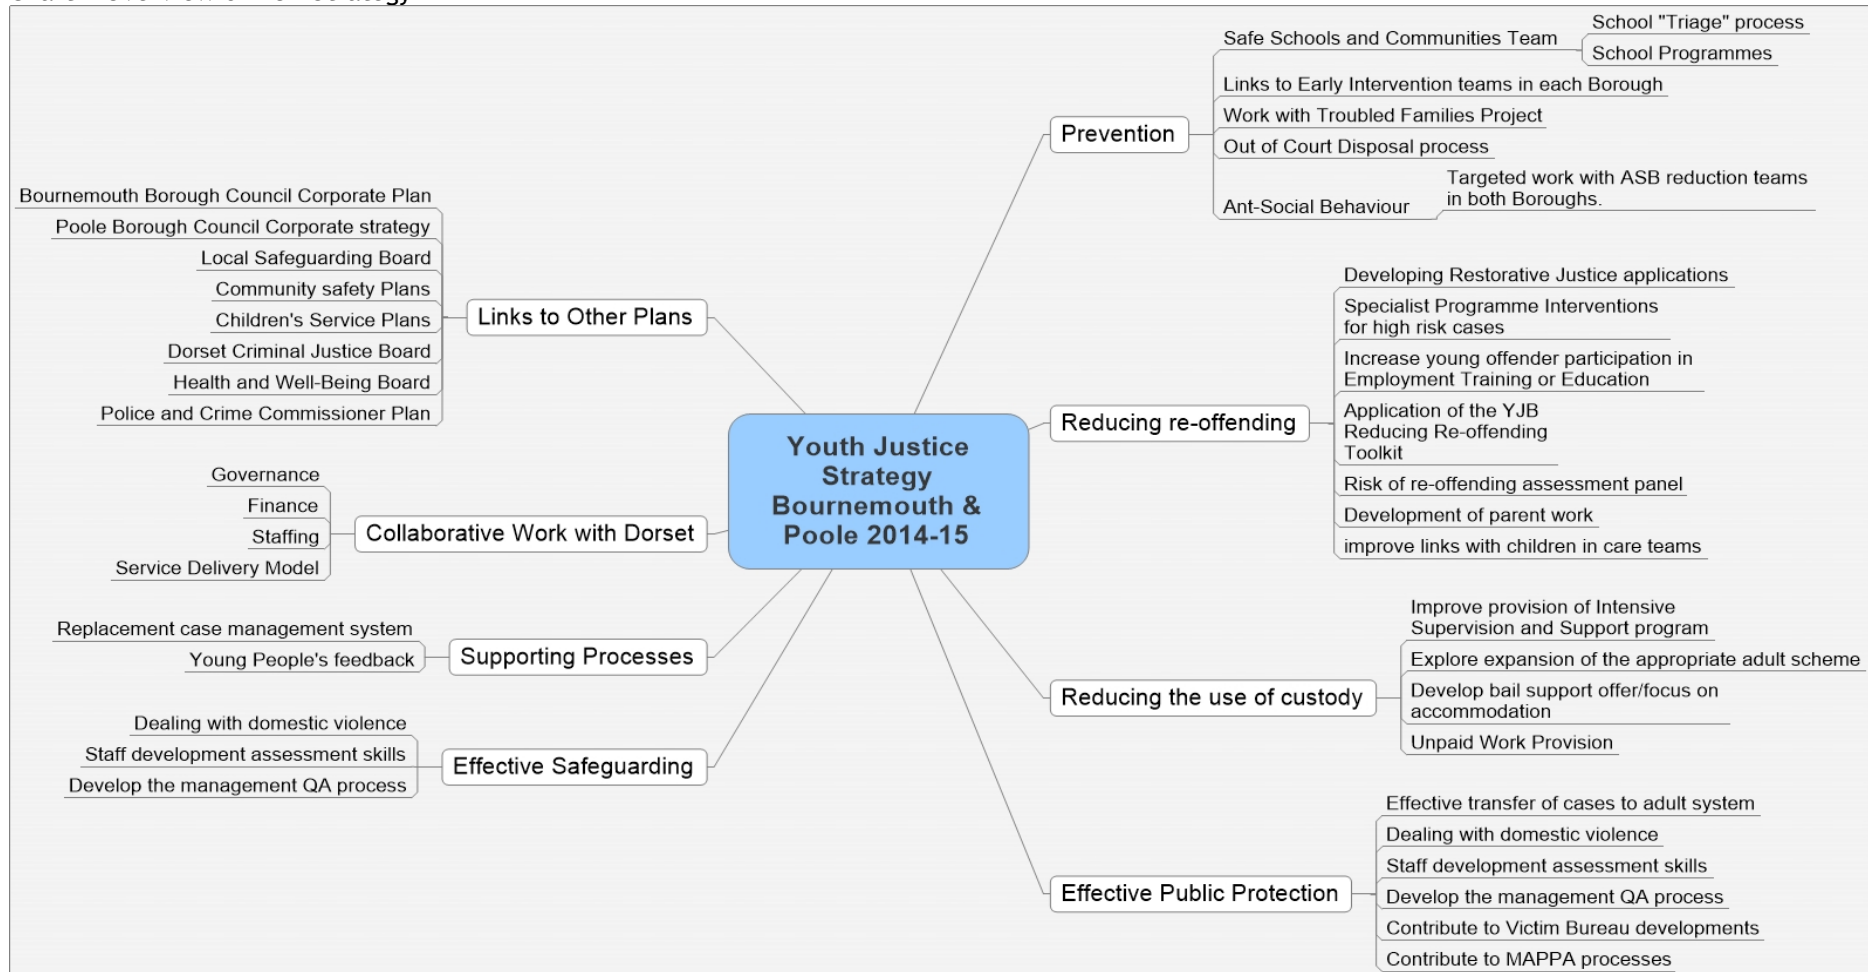 School "Triage" process
Safe Schools and Communities Team
School Programmes
Links to Early Intervention teams in each Borough
Work with Troubled Families Project
Prevention
Out of Court Disposal process
Targeted work with ASB reduction teams
in both Boroughs.
Ant-Social Behaviour
Bournemouth Borough Council Corporate Plan
Poole Borough Council Corporate strategy
Local Safeguarding Board
Community safety Plans
Children's Service Plans
Dorset Criminal Justice Board
Health and Well-Being Board
Police and Crime Commissioner Plan
Links to Other Plans
Developing Restorative Justice applications
Specialist Programme Interventions
for high risk cases
Increase young offender participation in
Employment Training or Education
Application of the YJB
Reducing Re-offending
Toolkit
Risk of re-offending assessment panel
Development of parent work
improve links with children in care teams
Reducing re-offending
Youth Justice
Strategy
Bournemouth &
Poole 2014-15
Governance
Finance
Staffing
Service Delivery Model
Collaborative Work with Dorset
Replacement case management system
Young People's feedback
Supporting Processes
Improve provision of Intensive
Supervision and Support program
Explore expansion of the appropriate adult scheme
Develop bail support offer/focus on
accommodation
Unpaid Work Provision
Reducing the use of custody
Dealing with domestic violence
Staff development assessment skills
Develop the management QA process
Effective Safeguarding
Effective transfer of cases to adult system
Dealing with domestic violence
Staff development assessment skills
Develop the management QA process
Contribute to Victim Bureau developments
Contribute to MAPPA processes
Effective Public Protection